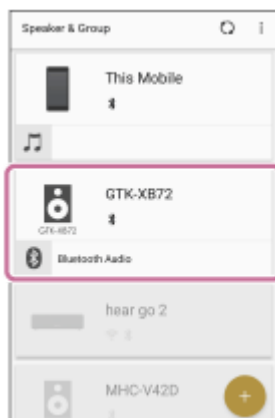 Speaker & Group
This Mobile
GTK-XB72
GTK-XB72
Bluetooth Audio
hear go 2
MHC-V42D